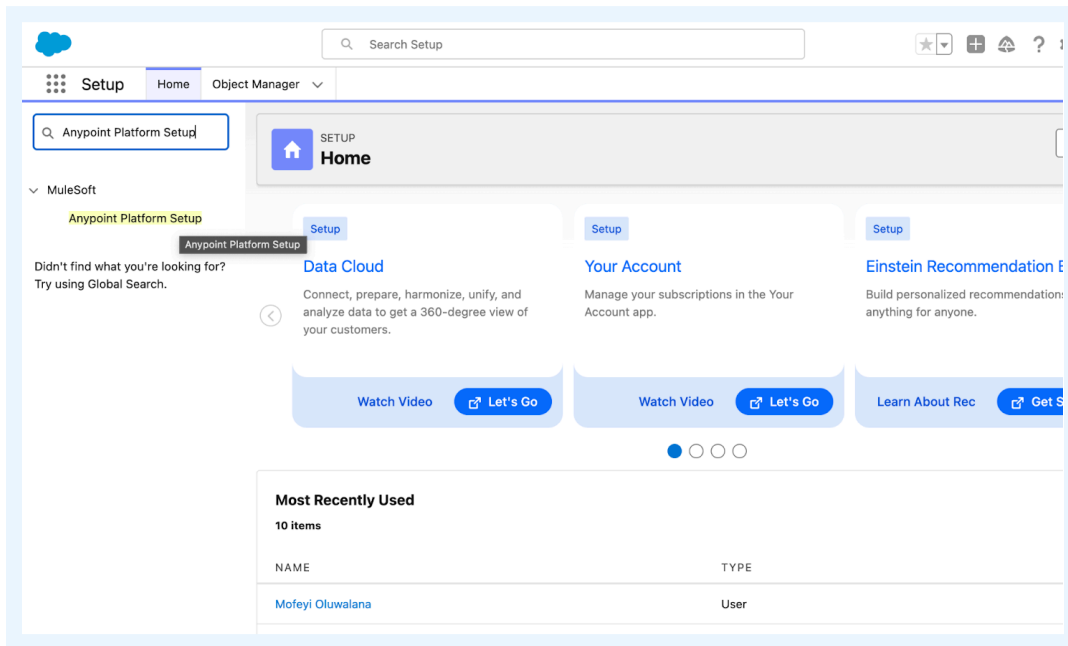 Search Setup
Setup
Home
Object Manager
Anypoint Platform Setup
MuleSoft
Anypoint Platform Setup
Anypoint Platform Setup
Didn't find what you're looking for?
Try using Global Search.
SETUP
Home
Setup
Data Cloud
Connect, prepare, harmonize, unify, and
analyze data to get a 360-degree view of
your customers.
Watch Video
Let's Go
Setup
Your Account
Manage your subscriptions in the Your
Account app.
Watch Video
Let's Go
Setup
Einstein Recommendation
Build personalized recommendations
anything for anyone.
Learn About Rec
Get
Most Recently Used
10 items
NAME
TYPE
Mofeyi Oluwalana
User